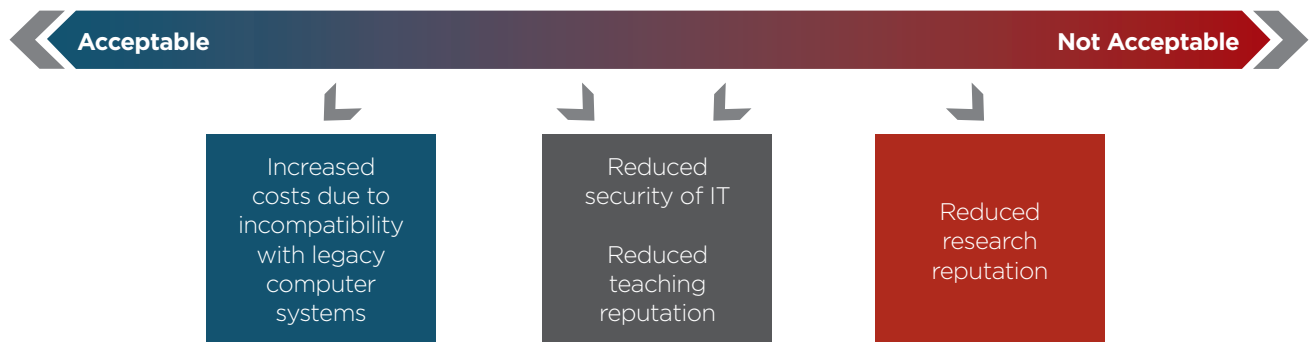 Acceptable
Not Acceptable
Increased
costs due to
incompatibility
with legacy
computer
systems
Reduced
security of IT
Reduced
teaching
reputation
Reduced
research
reputation